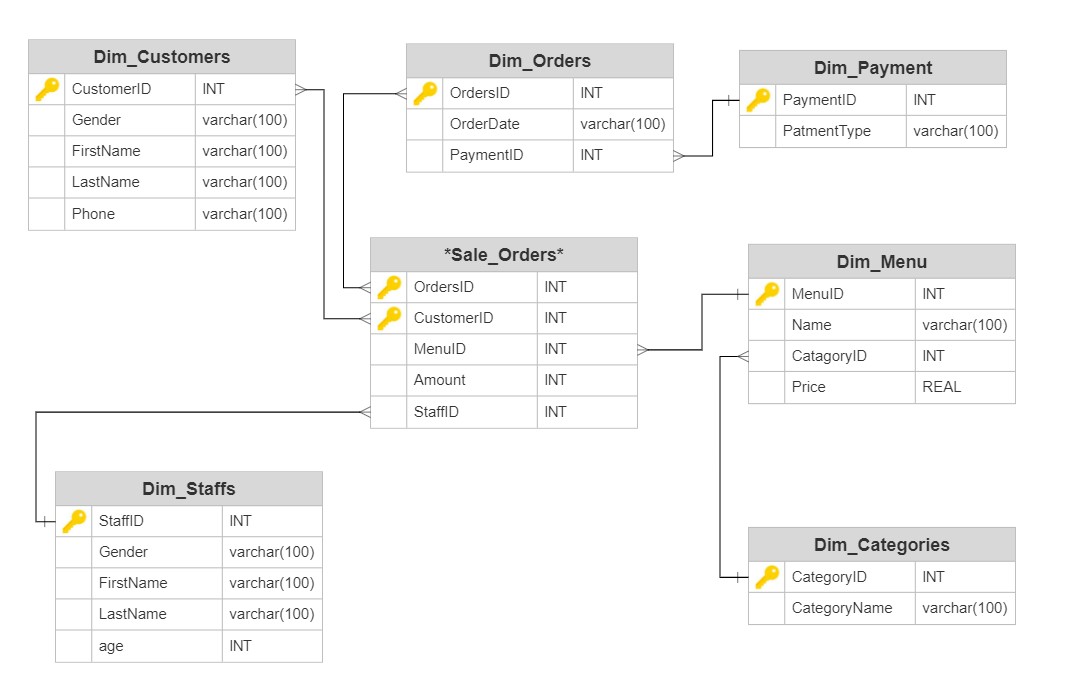 Dim_Customers
CustomerID INT
Gender varchar(100)
FirstName varchar(100)
LastName varchar(100)
Phone varchar(100)
Dim_Orders
OrdersID INT
OrderDate varchar(100)
PaymentID INT
Dim_Payment
PaymentID INT
PatmentType varchar(100)
*Sale_Orders*
OrdersID INT
CustomerID INT
MenuID INT
Amount INT
StaffID INT
Dim_Menu
MenuID INT
Name varchar(100)
CatagoryID INT
Price REAL
Dim_Staffs
StaffID INT
Gender varchar(100)
FirstName varchar(100)
LastName varchar(100)
age INT
Dim_Categories
CategoryID INT
CategoryName varchar(100)